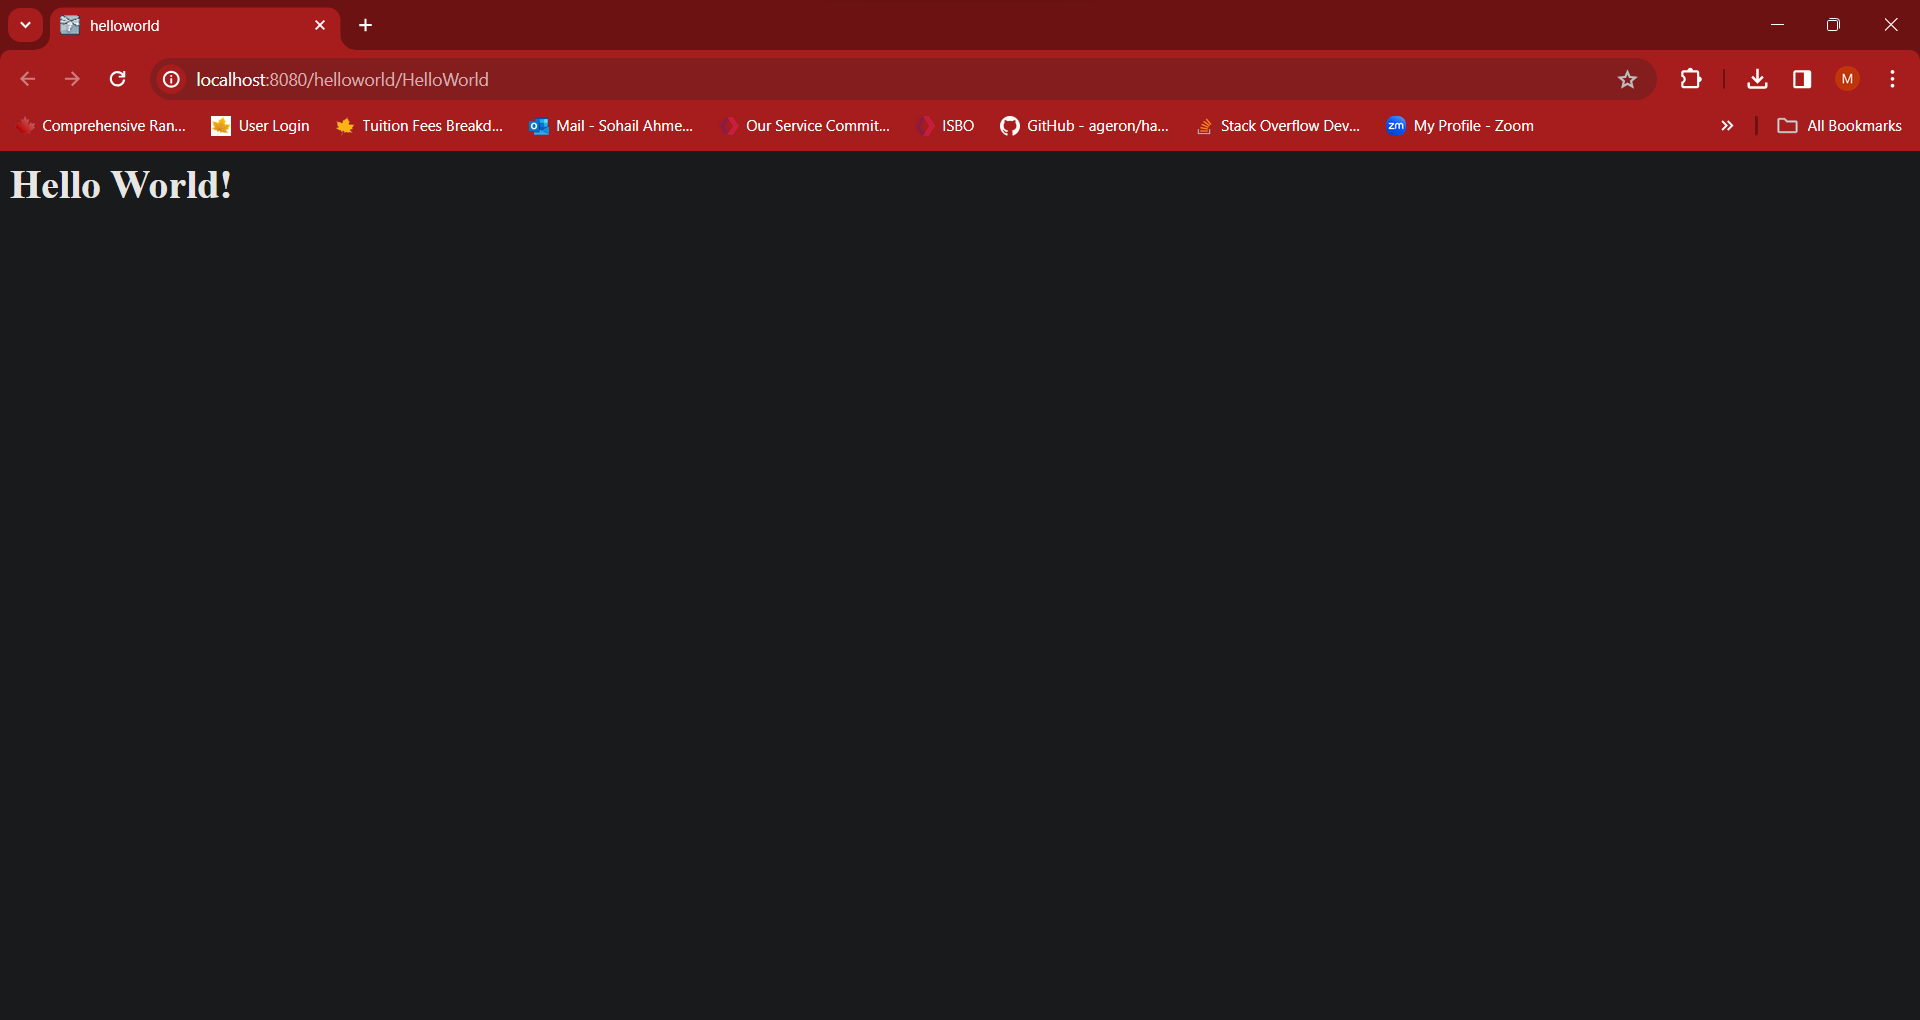 helloworld
localhost:8080/helloworld/HelloWorld
M
Comprehensive Ran... User Login Tuition Fees Breakd... Mail - Sohail Ahme... Our Service Commit... ISBO GitHub - ageron/ha... Stack Overflow Dev... zm My Profile - Zoom All Bookmarks
Hello World!